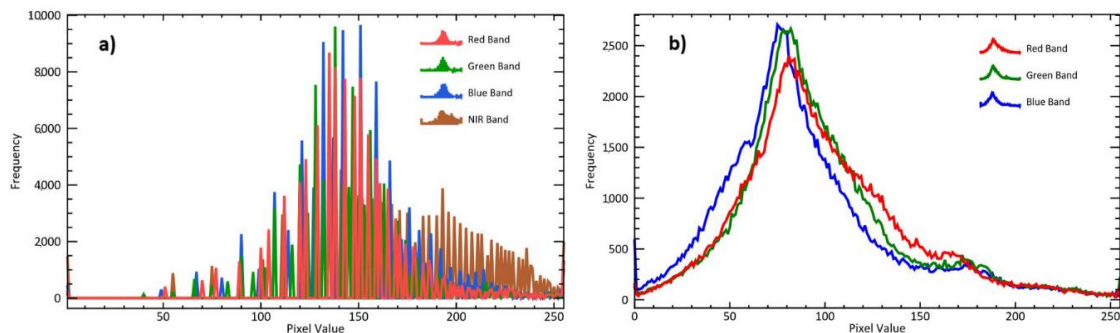 a)
Red Band
Green Band
Blue Band
NIR Band
10000
8000
6000
4000
2000
0
Frequency
50
100
150
200
250
Pixel Value
b)
Red Band
Green Band
Blue Band
2500
2000
1500
1000
500
0
Frequency
0
50
100
150
200
250
Pixel Value